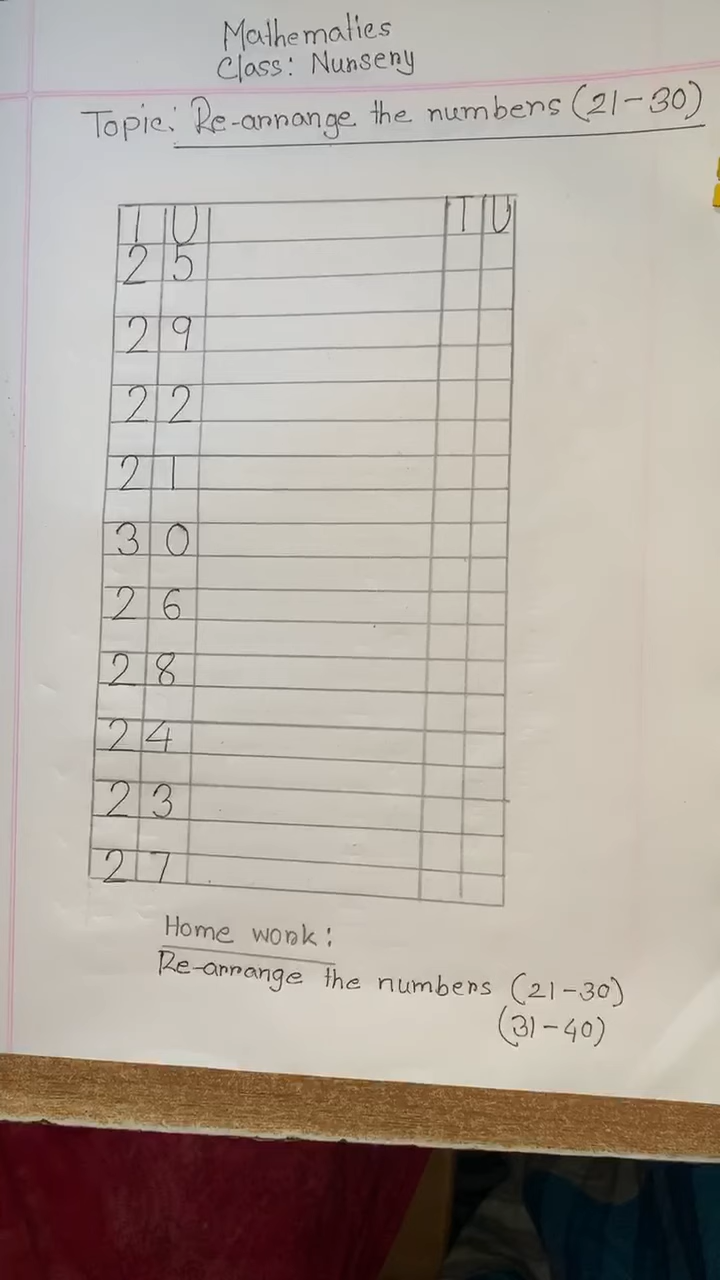 Mathematics
Class: Nunseny
Topic: Re-arrange the numbers (21-30)
T U T U
2 5
2 9
2 2
2 1
3 0
2 6
2 8
2 4
2 3
2 7
Home work:
Re-arrange the numbers (21-30)
(31-40)